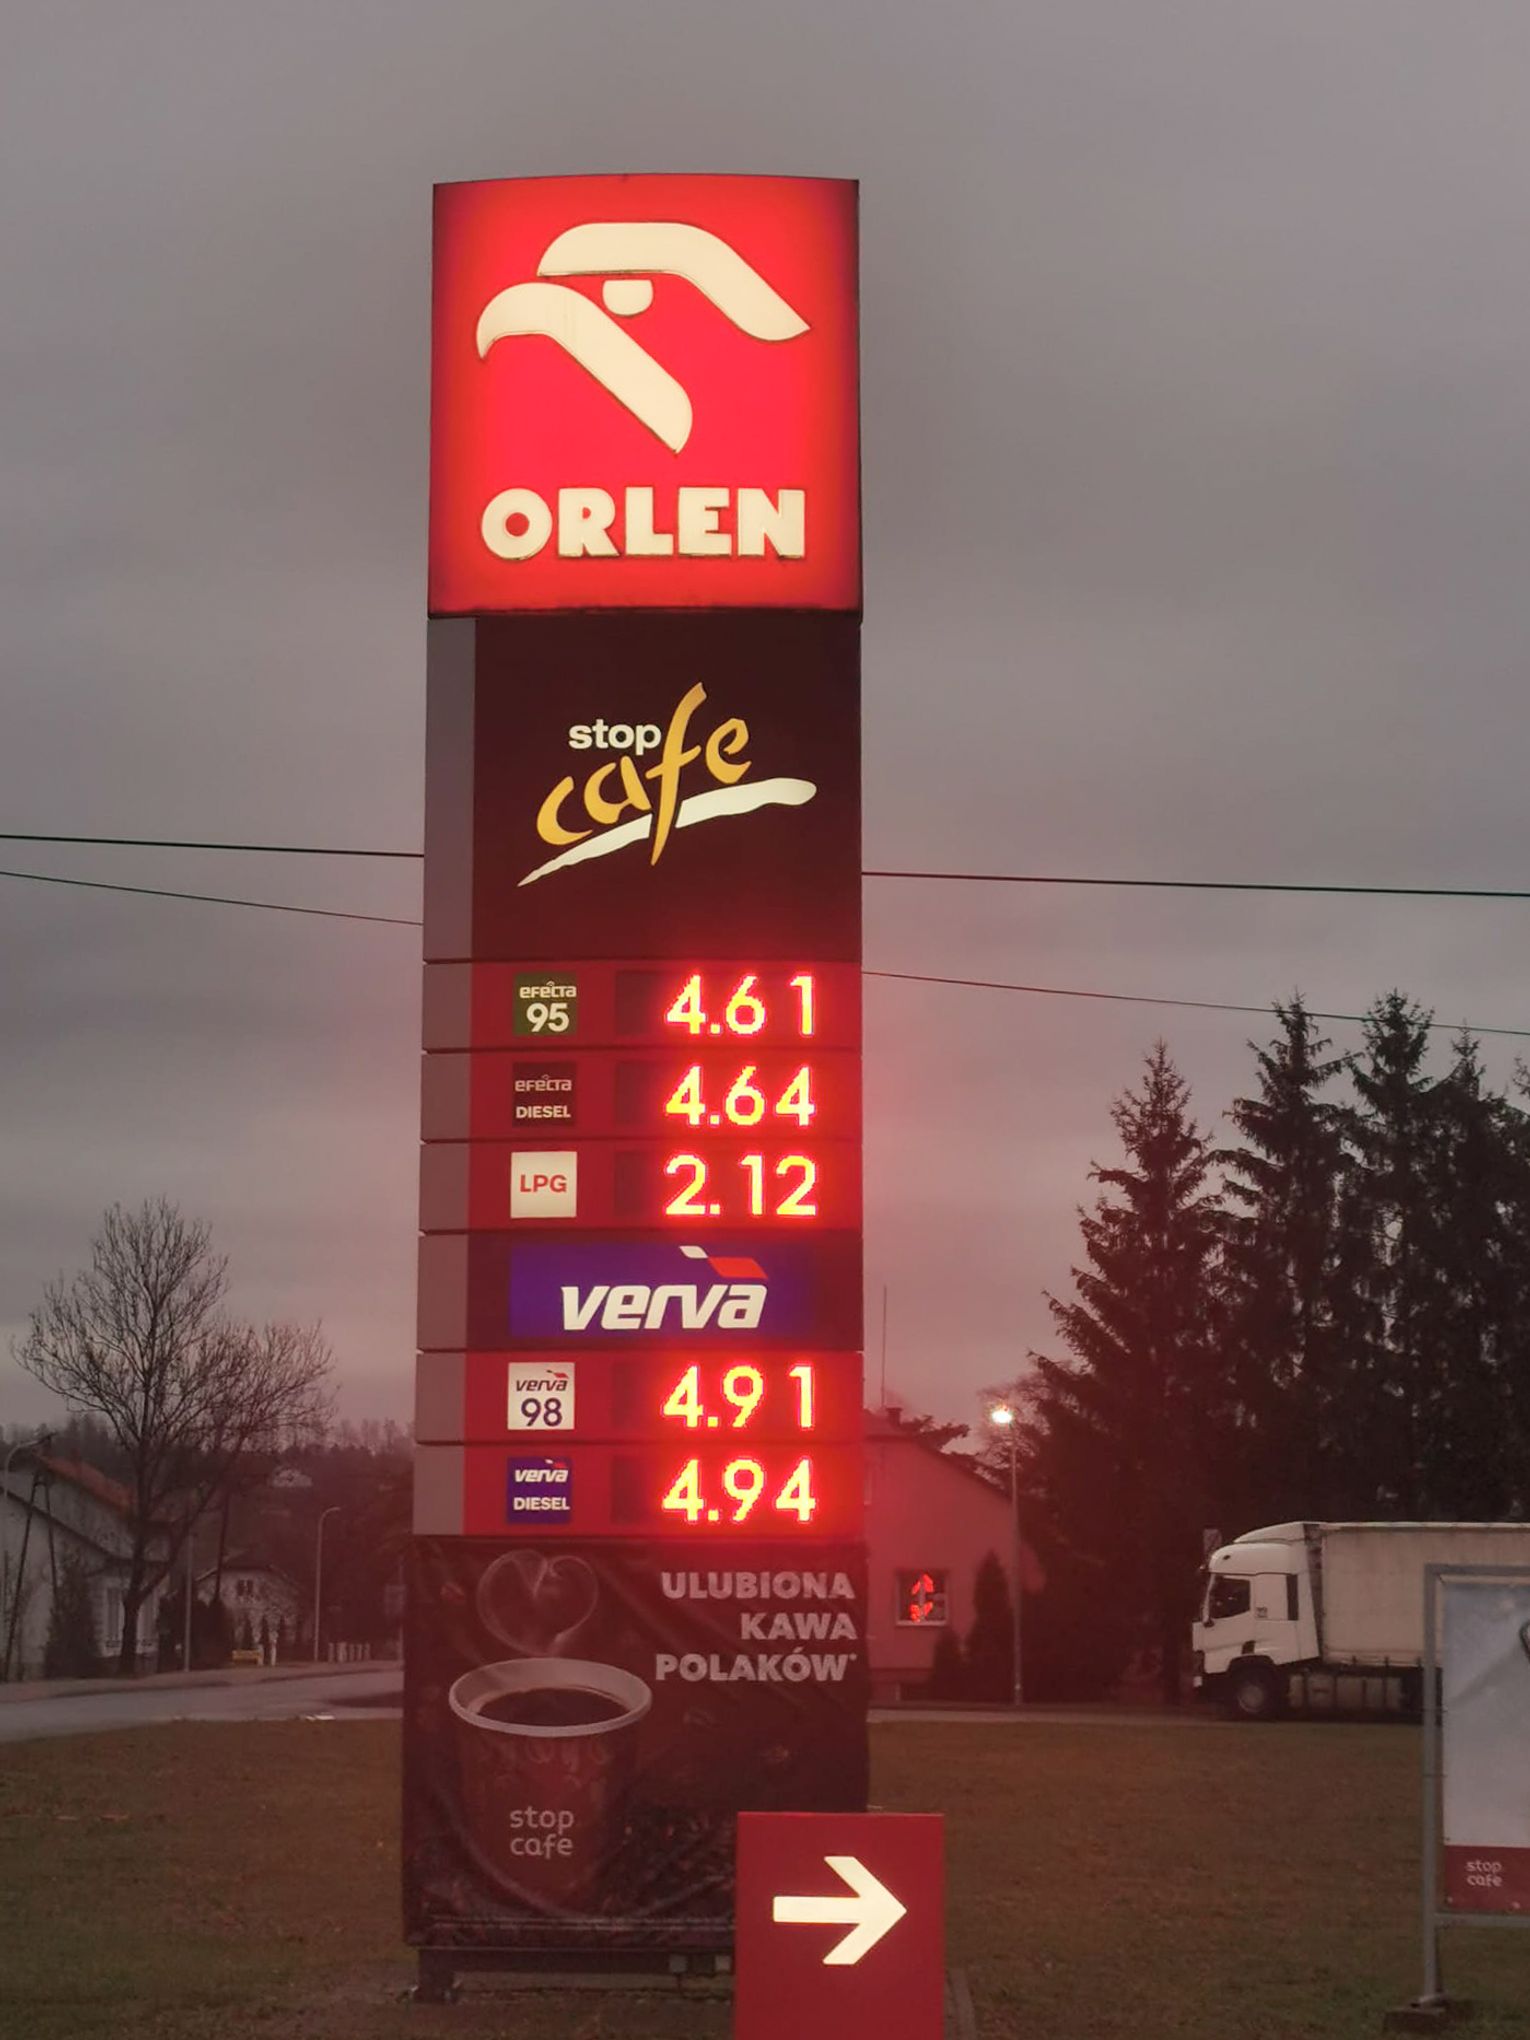 ORLEN
stop
cafe
efecta
95
4.61
efecta
DIESEL
4.64
LPG
2.12
verva
verva
98
4.91
verva
DIESEL
4.94
ULUBIONA
KAWA
POLAKÓW*
stop
cafe
stop
cafe